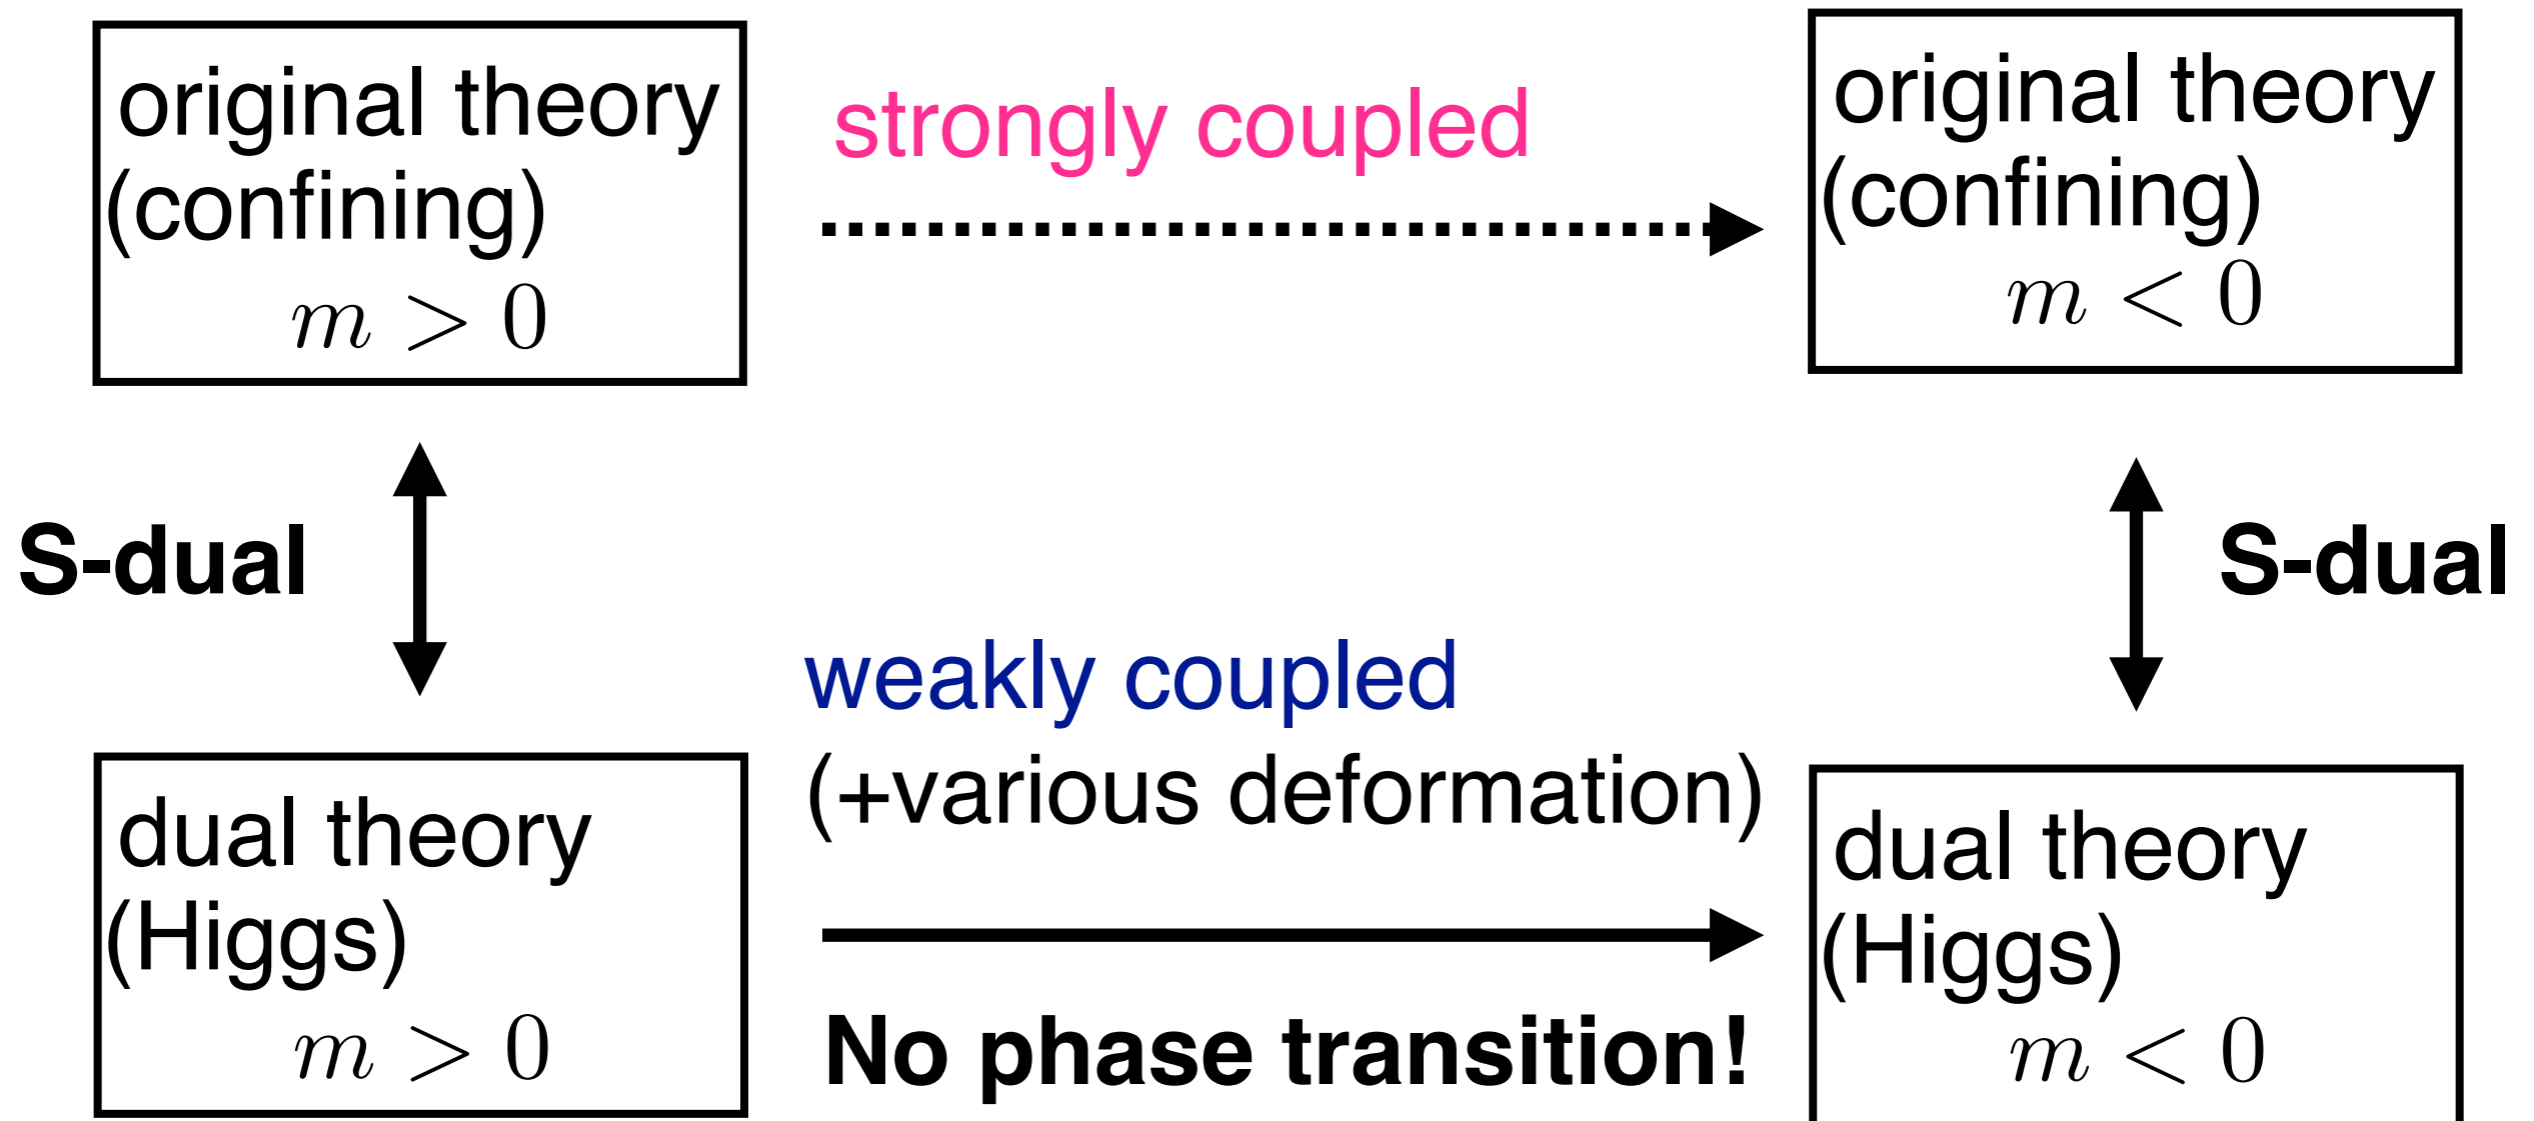 original theory
(confining)
m > 0
strongly coupled
original theory
(confining)
m < 0
S-dual
S-dual
weakly coupled
(+various deformation)
No phase transition!
dual theory
(Higgs)
m > 0
dual theory
(Higgs)
m < 0